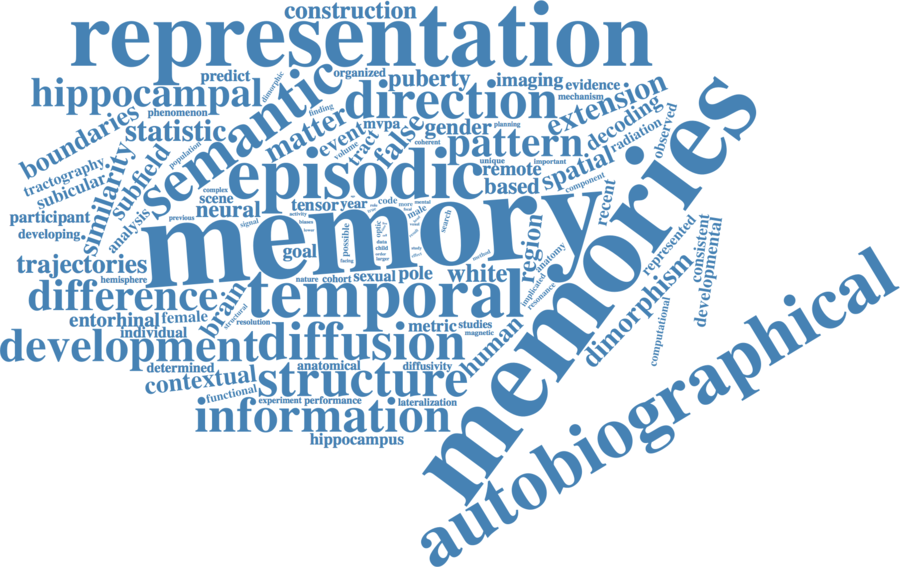 construction
representation
predict
dimorphic
organized
puberty
imaging
evidence
hippocampal
phenomenon
semantic
finding
direction
mechanism
extension
boundaries
statistic
matter
event
mvpa
false
gender
planning
decoding
radiation
observed
tractography
similarity
subfield
population
volume
tract
coherent
pattern
unique
important
spatial
subicular
episodic
remote
based
component
participant
analysis
complex
scene
neural
previous
signal
tensor
year
code
more
mental
male
search
recent
memories
developing
memory
activity
goal
possible
optic
data
child
region
represented
consistent
developmental
trajectories
hemisphere
nature
cohort
sexual
pole
white
method
implicated
anatomy
resonance
difference
brain
structural
temporal
dimorphism
computational
autobiographical
entorhinal
female
individual
resolution
metric
studies
magnetic
human
development
diffusion
determined
anatomical
diffusivity
contextual
functional
structure
experiment
performance
lateralization
information
hippocampus